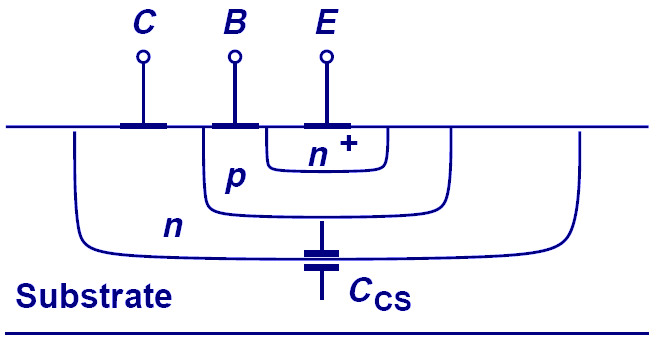 C B E
n +
p
n
CCS
Substrate